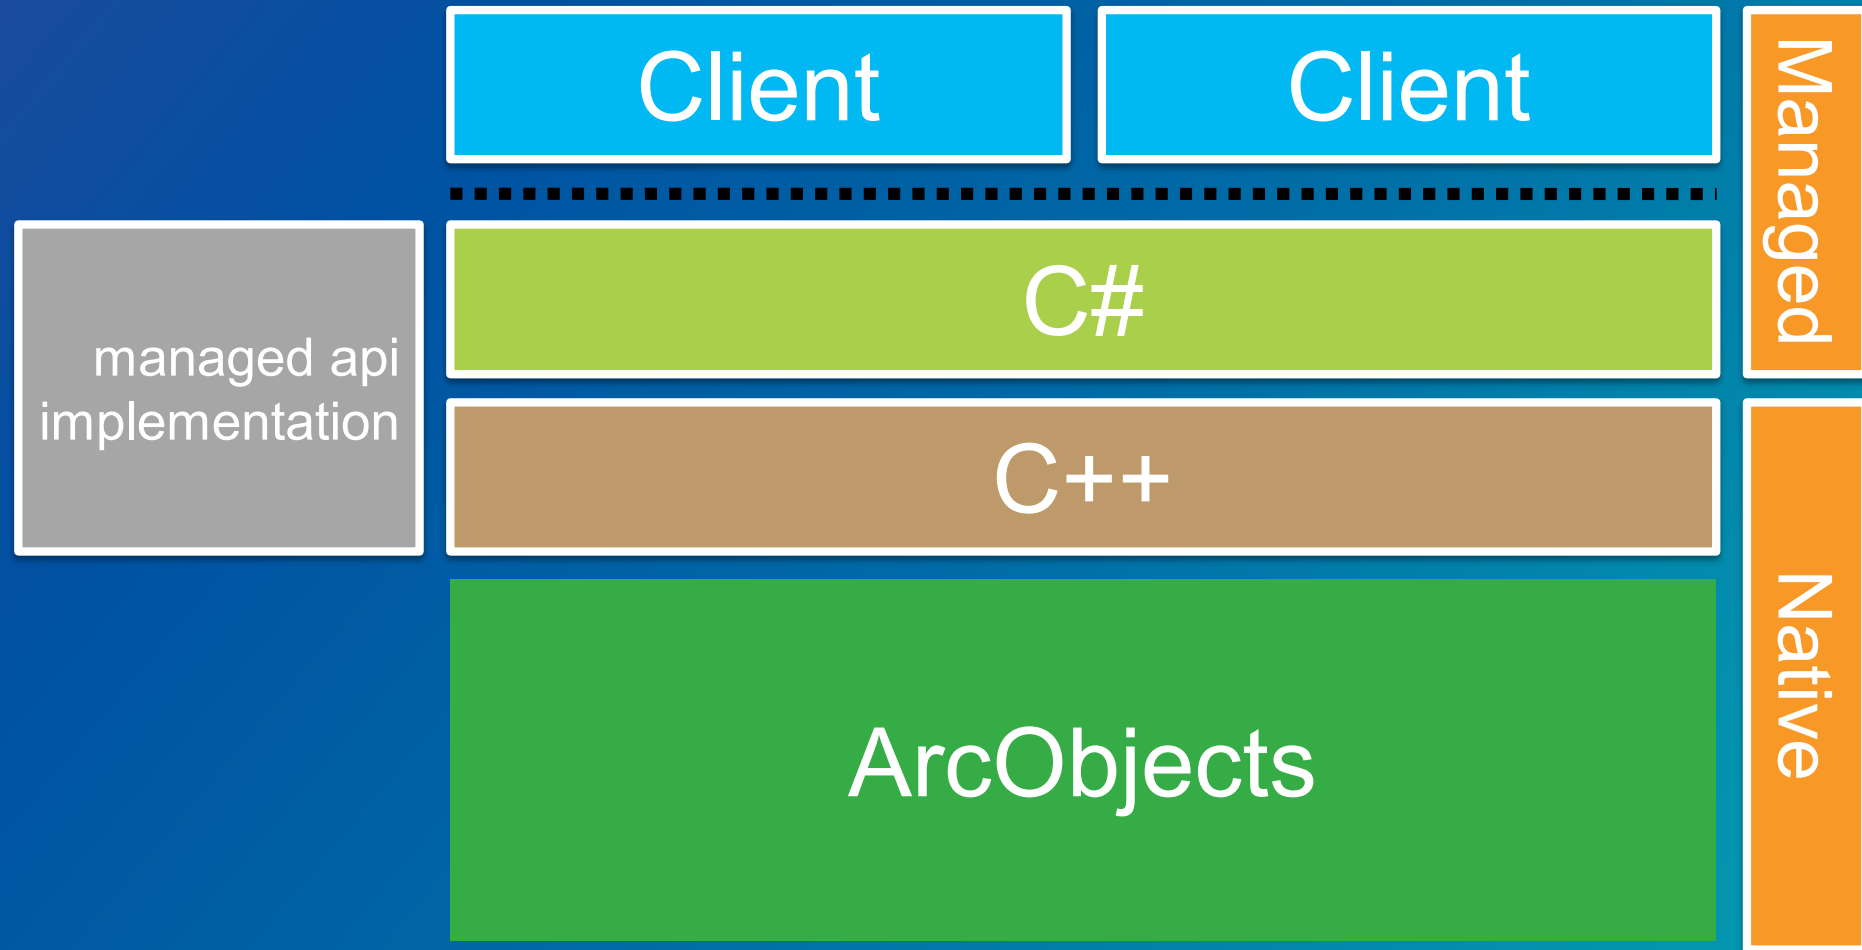 Client
Client
Managed
managed api
implementation
C#
C++
Native
ArcObjects